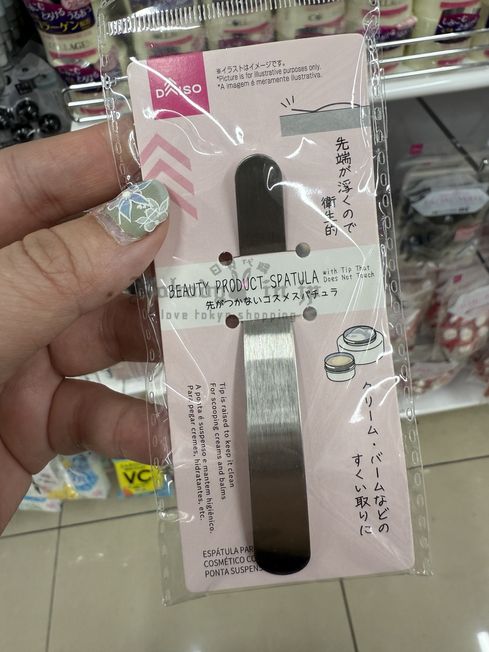 DAISO
※イラストはイメージです。
*Picture is for illustrative purposes only.
*A imagem é meramente ilustrativa.
先端が浮くので
衛生的
BEAUTY PRODUCT SPATULA with Tip That
Does Not Touch
先がつかないコスメスパチュラ
love tokyo shopping
クリーム・バームなどの
すくい取りに
Tip is raised to keep it clean
For scooping creams and balms
A ponta é suspenso e mantem higiênico.
Para pegar cremes, hidratantes, etc.
ESPÁTULA PAR
COSMÉTICO CO
PONTA SUSPENS
VC